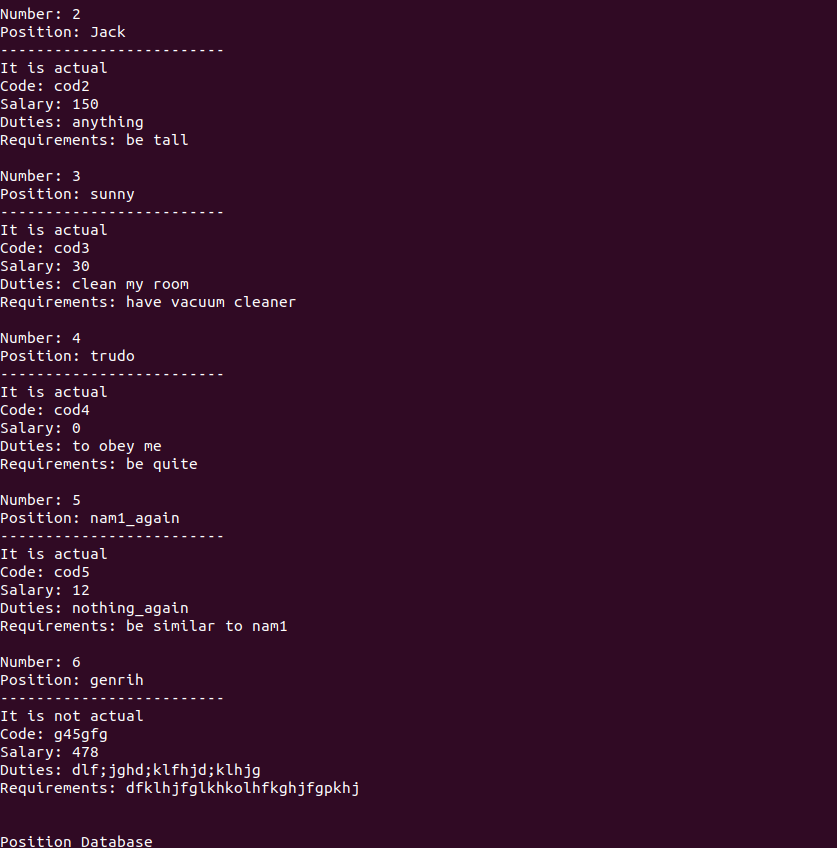 Number: 2
Position: Jack
-------------------------
It is actual
Code: cod2
Salary: 150
Duties: anything
Requirements: be tall

Number: 3
Position: sunny
-------------------------
It is actual
Code: cod3
Salary: 30
Duties: clean my room
Requirements: have vacuum cleaner

Number: 4
Position: trudo
-------------------------
It is actual
Code: cod4
Salary: 0
Duties: to obey me
Requirements: be quite

Number: 5
Position: nam1_again
-------------------------
It is actual
Code: cod5
Salary: 12
Duties: nothing_again
Requirements: be similar to nam1

Number: 6
Position: genrih
-------------------------
It is not actual
Code: g45gfg
Salary: 478
Duties: dlf;jghd;klfhjd;klhjg
Requirements: dfklhjfglkhkolhfkghjfgpkhj

Position Database